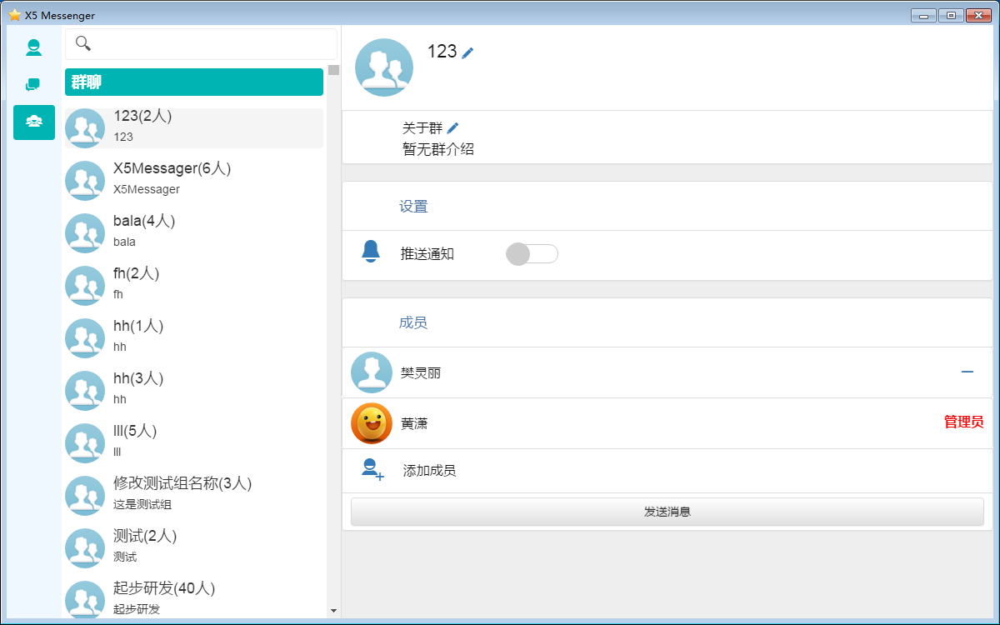 X5 Messenger
群聊
123(2人)
123
X5Messager(6人)
X5Messager
bala(4人)
bala
fh(2人)
fh
hh(1人)
hh
hh(3人)
hh
lll(5人)
lll
修改测试组名称(3人)
这是测试组
测试(2人)
测试
起步研发(40人)
起步研发
123
关于群
暂无群介绍
设置
推送通知
成员
樊灵丽
黄潇
管理员
添加成员
发送消息